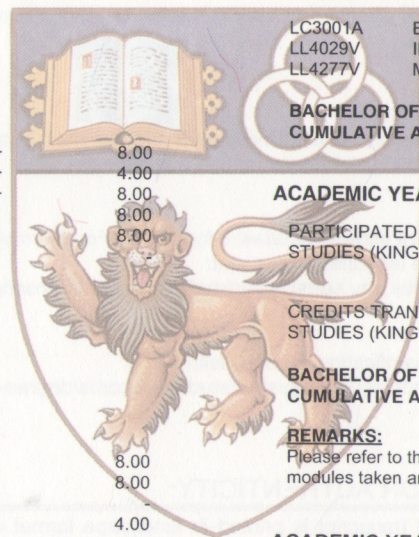 LC3001A
LL4029V
LL4277V
BACHELOR OF
CUMULATIVE A
8.00
4.00
8.00
8.00
8.00
ACADEMIC YEA
PARTICIPATED
STUDIES (KING
CREDITS TRAN
STUDIES (KING
BACHELOR OF
CUMULATIVE A
REMARKS:
Please refer to th
modules taken an
8.00
8.00
-
4.00